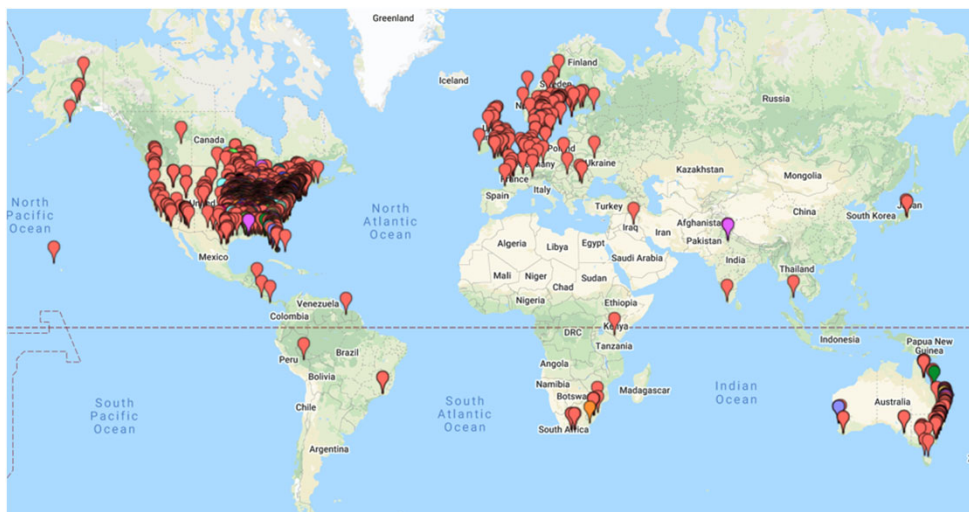 Greenland
Finland
Iceland
Sweden
Russia
Canada
Poland
Ukraine
France
Kazakhstan
Mongolia
North
Pacific
Ocean
North
Atlantic
Ocean
Spain
Italy
Turkey
China
South Korea
Japan
Afghanistan
Iraq
Iran
Pakistan
Algeria
Libya
Egypt
Mexico
Saudi Arabia
India
Mali
Niger
Sudan
Chad
Thailand
Venezuela
Nigeria
Ethiopia
Colombia
DRC
Kenya
Indonesia
Papua New
Guinea
Tanzania
Peru
Brazil
Angola
Bolivia
Namibia
Madagascar
Indian
Ocean
Botswa
Australia
South
Pacific
Ocean
Chile
South
Atlantic
Ocean
South Africa
Argentina